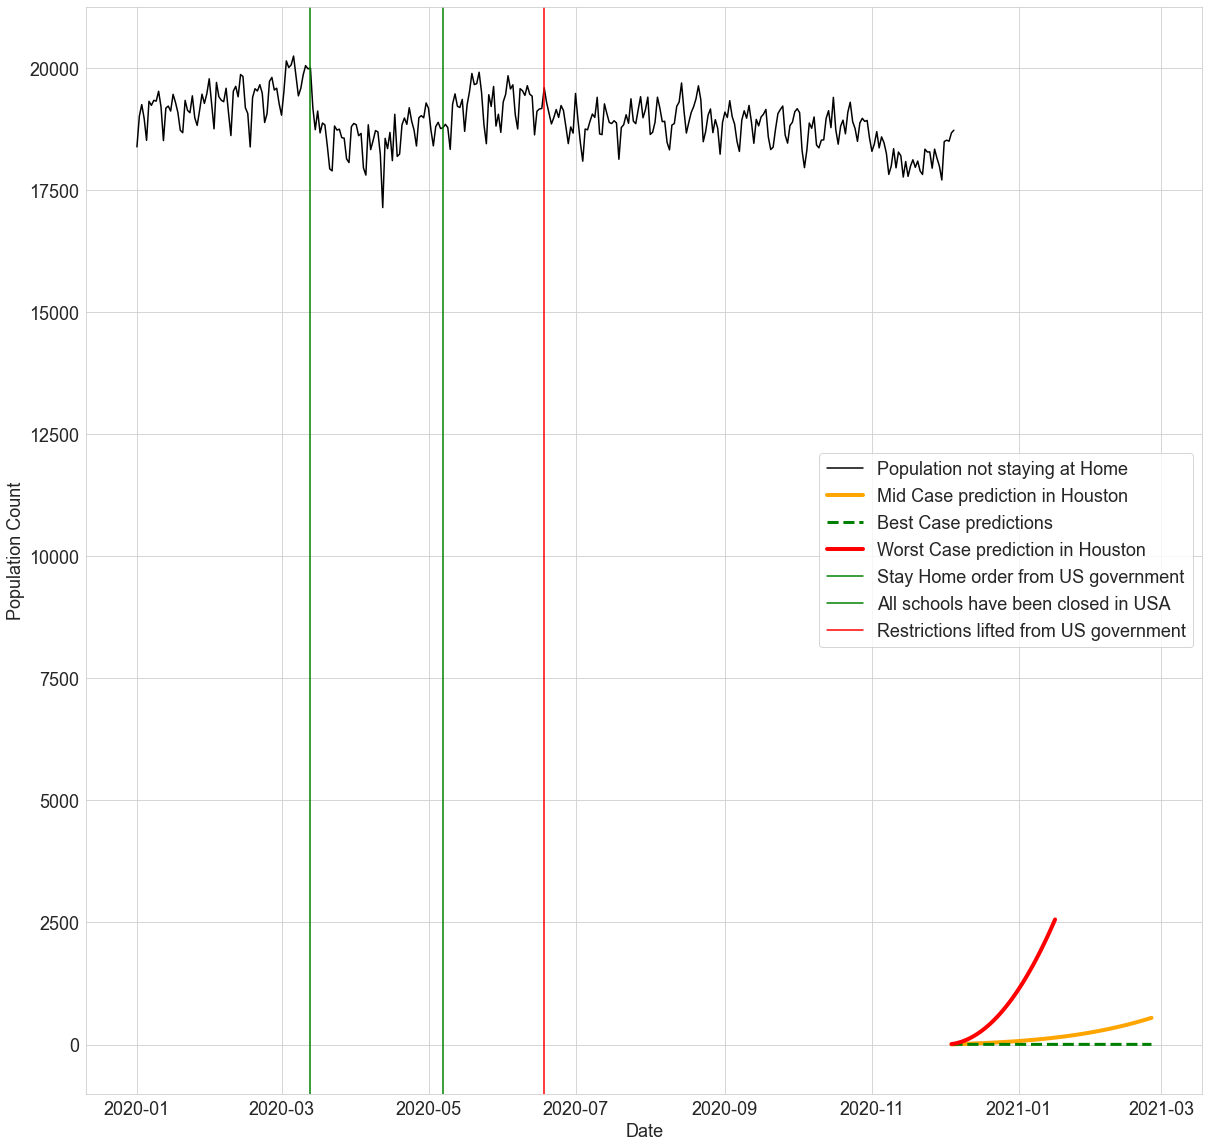 20000
17500
15000
12500
10000
7500
5000
2500
0
Population Count
Population not staying at Home
Mid Case prediction in Houston
Best Case predictions
Worst Case prediction in Houston
Stay Home order from US government
All schools have been closed in USA
Restrictions lifted from US government
2020-01
2020-03
2020-05
2020-07
2020-09
2020-11
2021-01
2021-03
Date